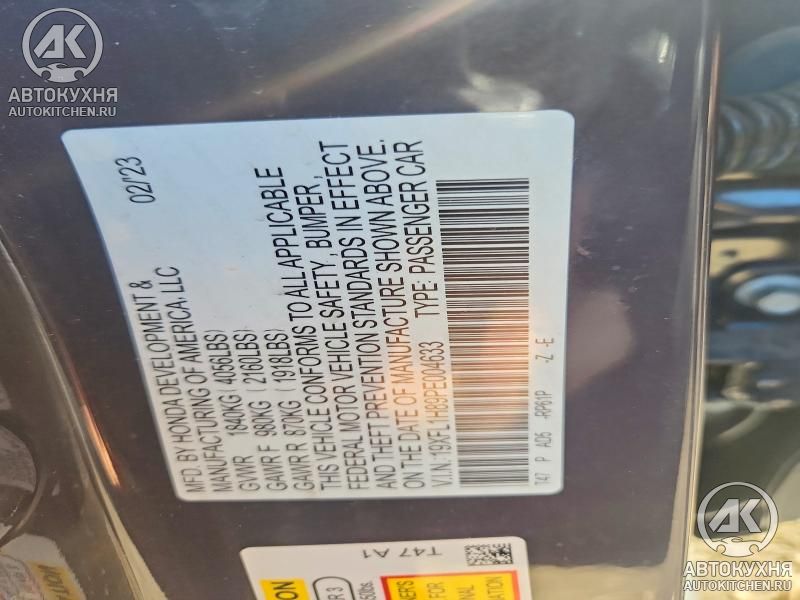 АК
АВТОКУХНЯ
AUTOKITCHEN.RU
MFD. BY HONDA DEVELOPMENT & 02/'23
MANUFACTURING OF AMERICA, LLC
GVWR 1840KG 4056LBS)
GAWR F 980KG ( 2160LBS)
GAWR R 870KG ( 1918LBS)
THIS VEHICLE CONFORMS TO ALL APPLICABLE
FEDERAL MOTOR VEHICLE SAFETY, BUMPER,
AND THEFT PREVENTION STANDARDS IN EFFECT
ON THE DATE OF MANUFACTURE SHOWN ABOVE.
V.I.N: 19XFL1H89PE004633 TYPE: PASSENGER CAR
T47 P AD5 -RP61P -Z -E
T47 A1
АК
АВТОКУХНЯ
AUTOKITCHEN.RU